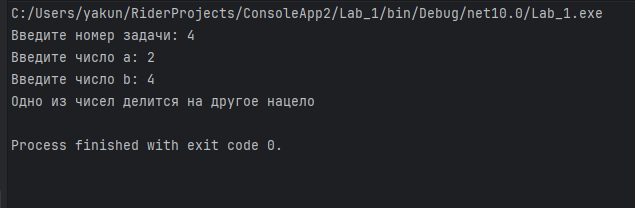 C:/Users/yakun/RiderProjects/ConsoleApp2/Lab_1/bin/Debug/net10.0/Lab_1.exe
Введите номер задачи: 4
Введите число a: 2
Введите число b: 4
Одно из чисел делится на другое нацело
Process finished with exit code 0.